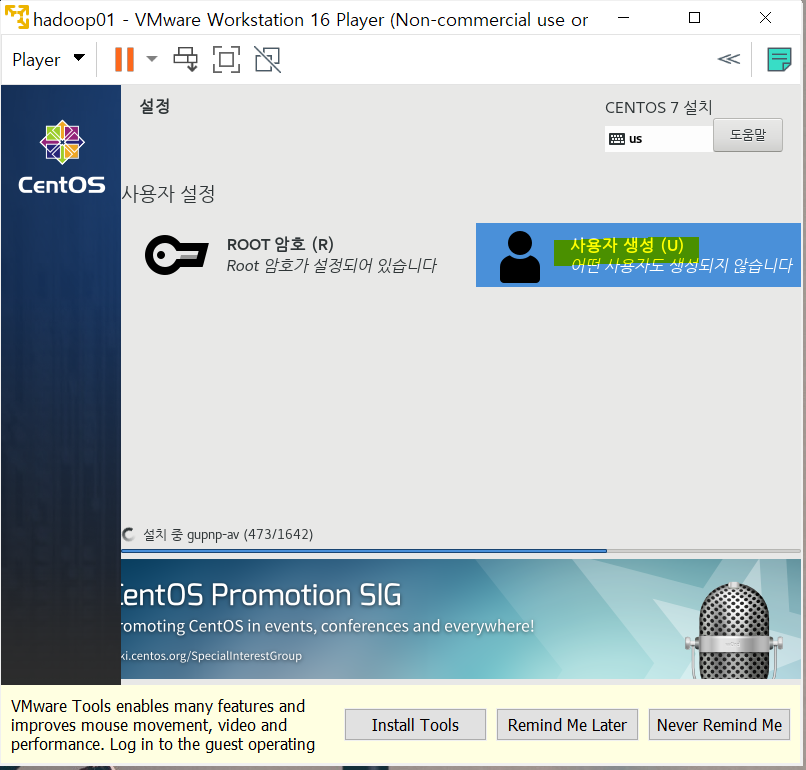 hadoop01 - VMware Workstation 16 Player (Non-commercial use or
Player
CentOS
설정
CENTOS 7 설치
us
도움말
사용자 설정
ROOT 암호 (R)
Root 암호가 설정되어 있습니다
사용자 생성 (U)
어떤 사용자도 생성되지 않습니다
설치 중 gupnp-av (473/1642)
CentOS Promotion SIG
romoting CentOS in events, conferences and everywhere!
ki.centos.org/SpecialInterestGroup
VMware Tools enables many features and
improves mouse movement, video and
performance. Log in to the guest operating
Install Tools
Remind Me Later
Never Remind Me